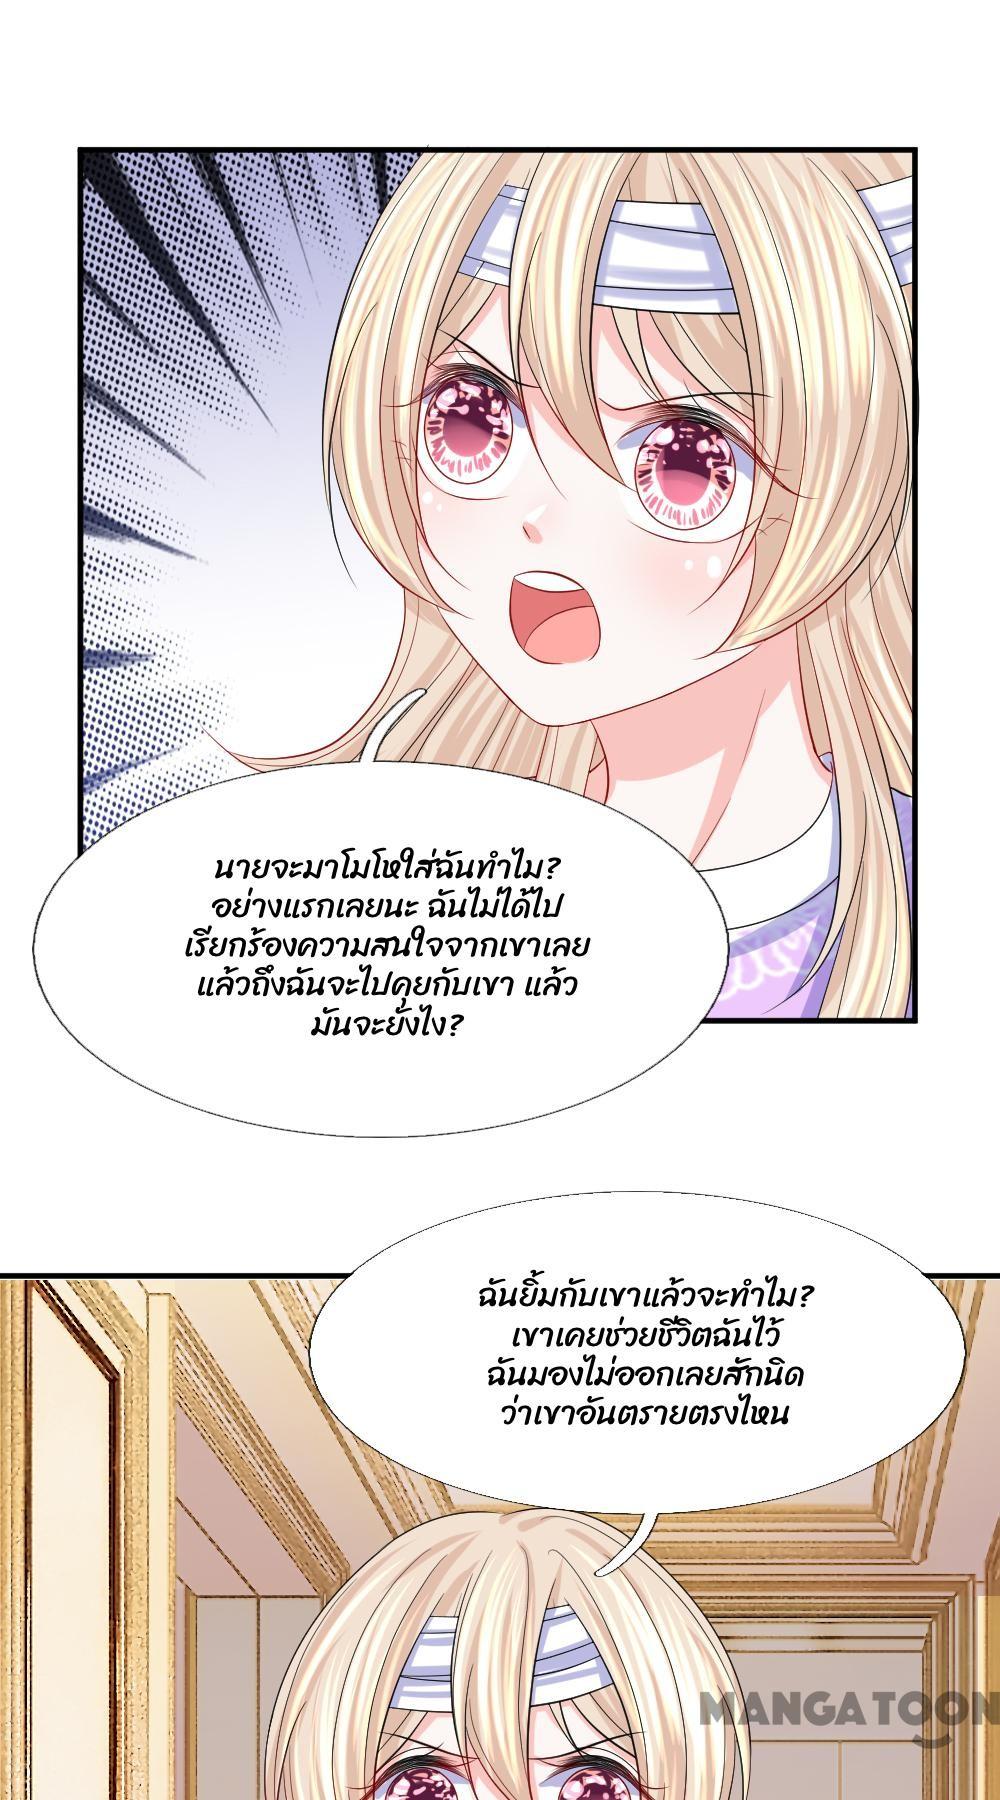 นายจะมาโมโหใส่ฉันทำไม?
อย่างแรกเลยนะ ฉันไม่ได้ไป
เรียกร้องความสนใจจากเขาเลย
แล้วถึงฉันจะไปคุยกับเขา แล้ว
มันจะยังไง?
ฉันยิ้มกับเขาแล้วจะทำไม?
เขาเคยช่วยชีวิตฉันไว้
ฉันมองไม่ออกเลยสักนิด
ว่าเขาอันตรายตรงไหน
MANGATOON